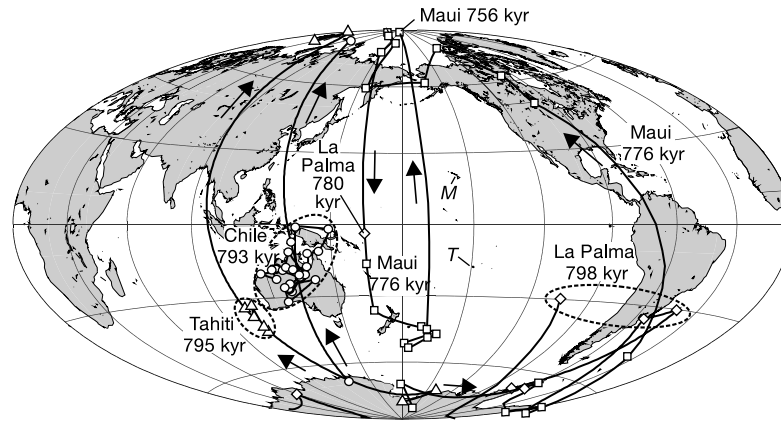 Maui 756 kyr
La
Palma
780
kyr
Maui
776 kyr
M
Chile
793 kyr
T
La Palma
798 kyr
Maui
776 kyr
Tahiti
795 kyr